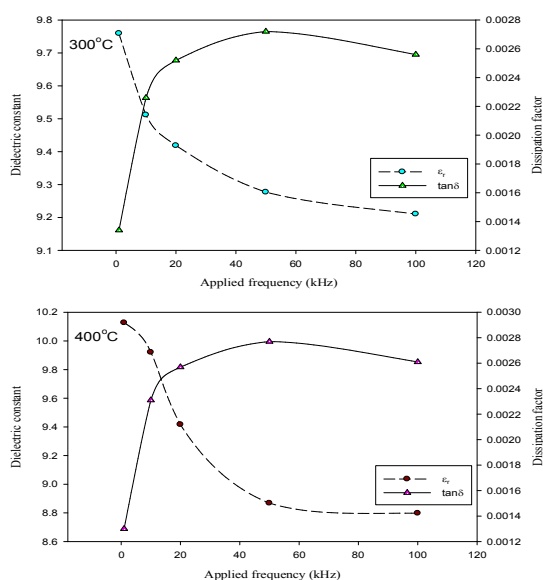 300°C
Dielectric constant
9.8
9.7
9.6
9.5
9.4
9.3
9.2
9.1
0.0028
0.0026
0.0024
0.0022
0.0020
0.0018
0.0016
0.0014
0.0012
Dissipation factor
εr
tanδ
0 20 40 60 80 100 120
Applied frequency (kHz)
400°C
Dielectric constant
10.2
10.0
9.8
9.6
9.4
9.2
9.0
8.8
8.6
0.0030
0.0028
0.0026
0.0024
0.0022
0.0020
0.0018
0.0016
0.0014
0.0012
Dissipation factor
εr
tanδ
0 20 40 60 80 100 120
Applied frequency (kHz)